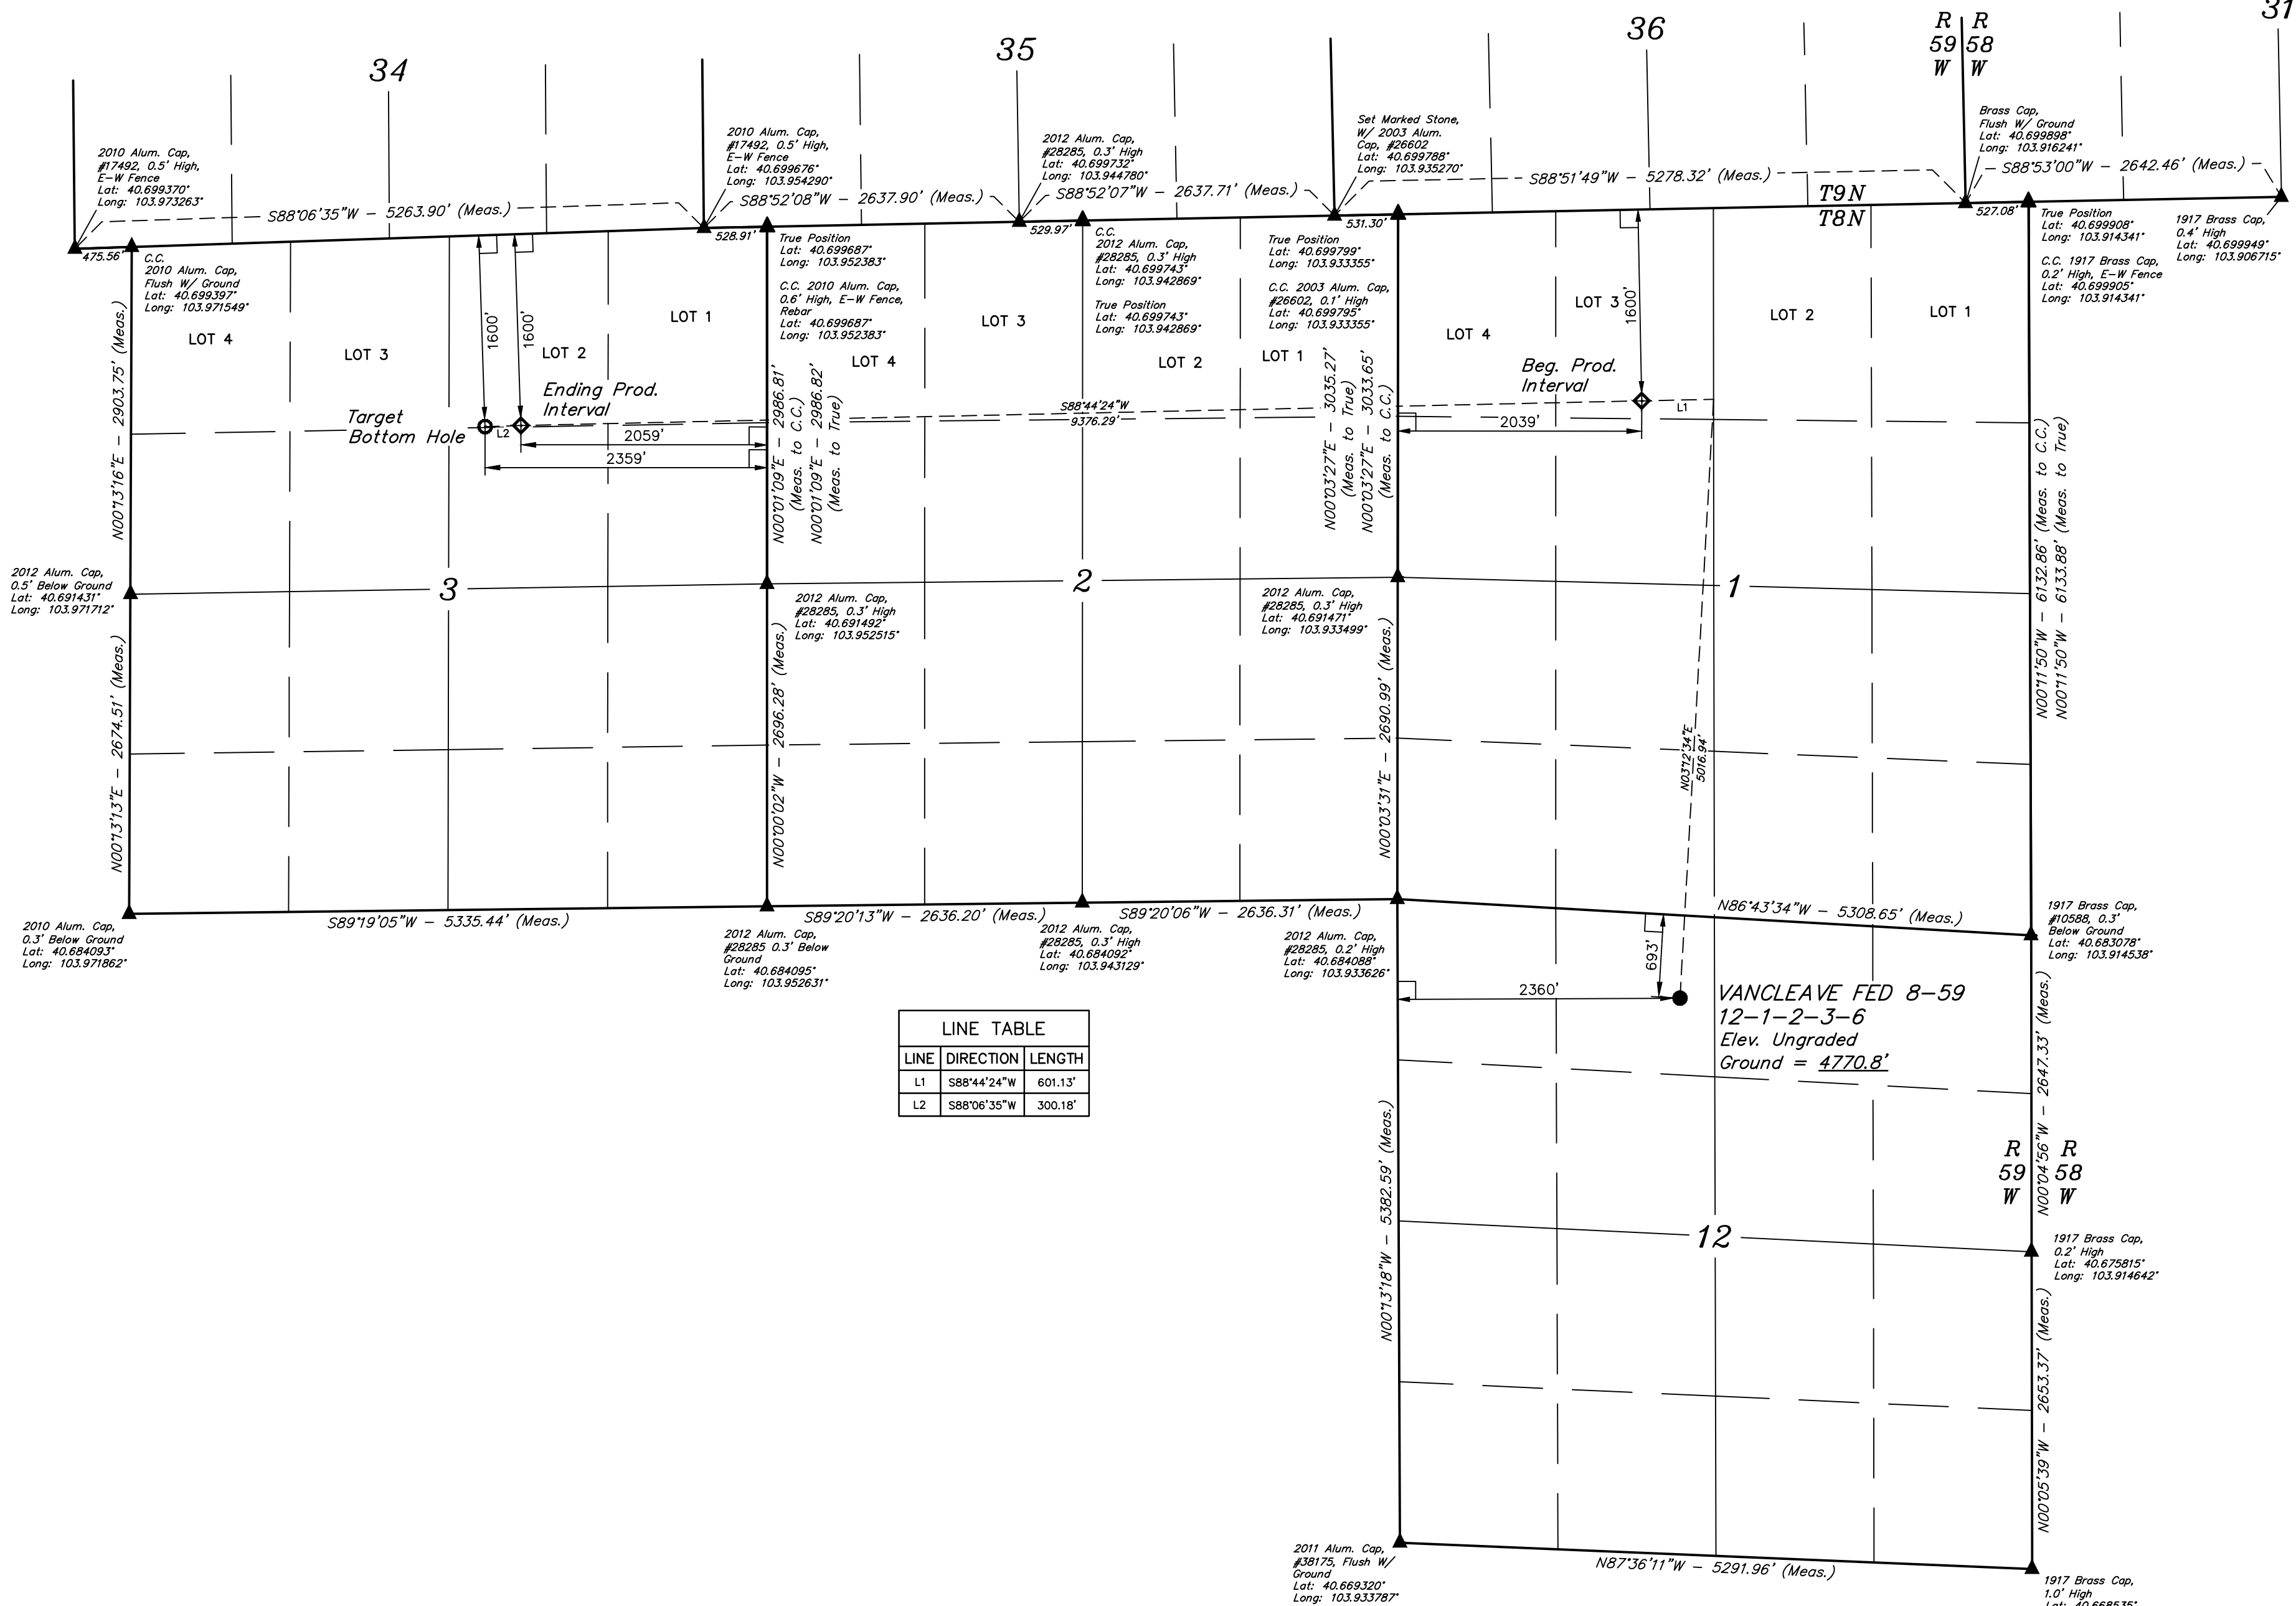 34
35
36
31
R R
59 58
W W
2010 Alum. Cap,
#17492, 0.5' High,
E-W Fence
Lat: 40.699370°
Long: 103.973263°
S88°06'35"W - 5263.90' (Meas.)
2010 Alum. Cap,
#17492, 0.5' High,
E-W Fence
Lat: 40.699676°
Long: 103.954290°
S88°52'08"W - 2637.90' (Meas.)
2012 Alum. Cap,
#28285, 0.3' High
Lat: 40.699732°
Long: 103.944780°
S88°52'07"W - 2637.71' (Meas.)
Set Marked Stone,
W/ 2003 Alum.
Cap, #26602
Lat: 40.699788°
Long: 103.935270°
S88°51'49"W - 5278.32' (Meas.)
T9N
T8N
Brass Cap,
Flush W/ Ground
Lat: 40.699898°
Long: 103.916241°
S88°53'00"W - 2642.46' (Meas.)
475.56'
528.91'
529.97'
531.30'
527.08'
C.C.
2010 Alum. Cap,
Flush W/ Ground
Lat: 40.699397°
Long: 103.971549°
True Position
Lat: 40.699687°
Long: 103.952383°
C.C. 2010 Alum. Cap,
0.6' High, E-W Fence,
Rebar
Lat: 40.699687°
Long: 103.952383°
C.C.
2012 Alum. Cap,
#28285, 0.3' High
Lat: 40.699743°
Long: 103.942869°
True Position
Lat: 40.699743°
Long: 103.942869°
True Position
Lat: 40.699799°
Long: 103.933355°
C.C. 2003 Alum. Cap,
#26602, 0.1' High
Lat: 40.699795°
Long: 103.933355°
True Position
Lat: 40.699908°
Long: 103.914341°
C.C. 1917 Brass Cap,
0.2' High, E-W Fence
Lat: 40.699905°
Long: 103.914341°
1917 Brass Cap,
0.4' High
Lat: 40.699949°
Long: 103.906715°
LOT 4
LOT 3
LOT 2
LOT 1
LOT 4
LOT 3
LOT 2
LOT 1
LOT 4
LOT 3
LOT 2
LOT 1
1600'
1600'
1600'
Target
Bottom Hole
Ending Prod.
Interval
L2
2059'
2359'
S88°44'24"W
9376.29'
Beg. Prod.
Interval
L1
2039'
N00°13'16"E - 2903.75' (Meas.)
N00°01'09"E - 2986.81'
(Meas. to C.C.)
N00°01'09"E - 2986.82'
(Meas. to True)
N00°03'27"E - 3035.27'
(Meas. to True)
N00°03'27"E - 3033.65'
(Meas. to C.C.)
N00°11'50"W - 6132.86' (Meas. to C.C.)
N00°11'50"W - 6133.88' (Meas. to True)
2012 Alum. Cap,
0.5' Below Ground
Lat: 40.691431°
Long: 103.971712°
3
2
1
2012 Alum. Cap,
#28285, 0.3' High
Lat: 40.691492°
Long: 103.952515°
2012 Alum. Cap,
#28285, 0.3' High
Lat: 40.691471°
Long: 103.933499°
N00°13'13"E - 2674.51' (Meas.)
N00°00'02"W - 2696.28' (Meas.)
N00°03'31"E - 2690.99' (Meas.)
N03°12'34"E
5016.94'
S89°19'05"W - 5335.44' (Meas.)
S89°20'13"W - 2636.20' (Meas.)
S89°20'06"W - 2636.31' (Meas.)
N86°43'34"W - 5308.65' (Meas.)
2010 Alum. Cap,
0.3' Below Ground
Lat: 40.684093°
Long: 103.971862°
2012 Alum. Cap,
#28285 0.3' Below
Ground
Lat: 40.684095°
Long: 103.952631°
2012 Alum. Cap,
#28285, 0.3' High
Lat: 40.684092°
Long: 103.943129°
2012 Alum. Cap,
#28285, 0.2' High
Lat: 40.684088°
Long: 103.933626°
1917 Brass Cap,
#10588, 0.3'
Below Ground
Lat: 40.683078°
Long: 103.914538°
693'
2360'
VANCLEAVE FED 8-59
12-1-2-3-6
Elev. Ungraded
Ground = 4770.8'
LINE TABLE
LINE DIRECTION LENGTH
L1 S88°44'24"W 601.13'
L2 S88°06'35"W 300.18'
N00°13'18"W - 5382.59' (Meas.)
N00°04'56"W - 2647.33' (Meas.)
R R
59 58
W W
12
1917 Brass Cap,
0.2' High
Lat: 40.675815°
Long: 103.914642°
N00°05'39"W - 2653.37' (Meas.)
N87°36'11"W - 5291.96' (Meas.)
2011 Alum. Cap,
#38175, Flush W/
Ground
Lat: 40.669320°
Long: 103.933787°
1917 Brass Cap,
1.0' High
Lat: 40.668535°